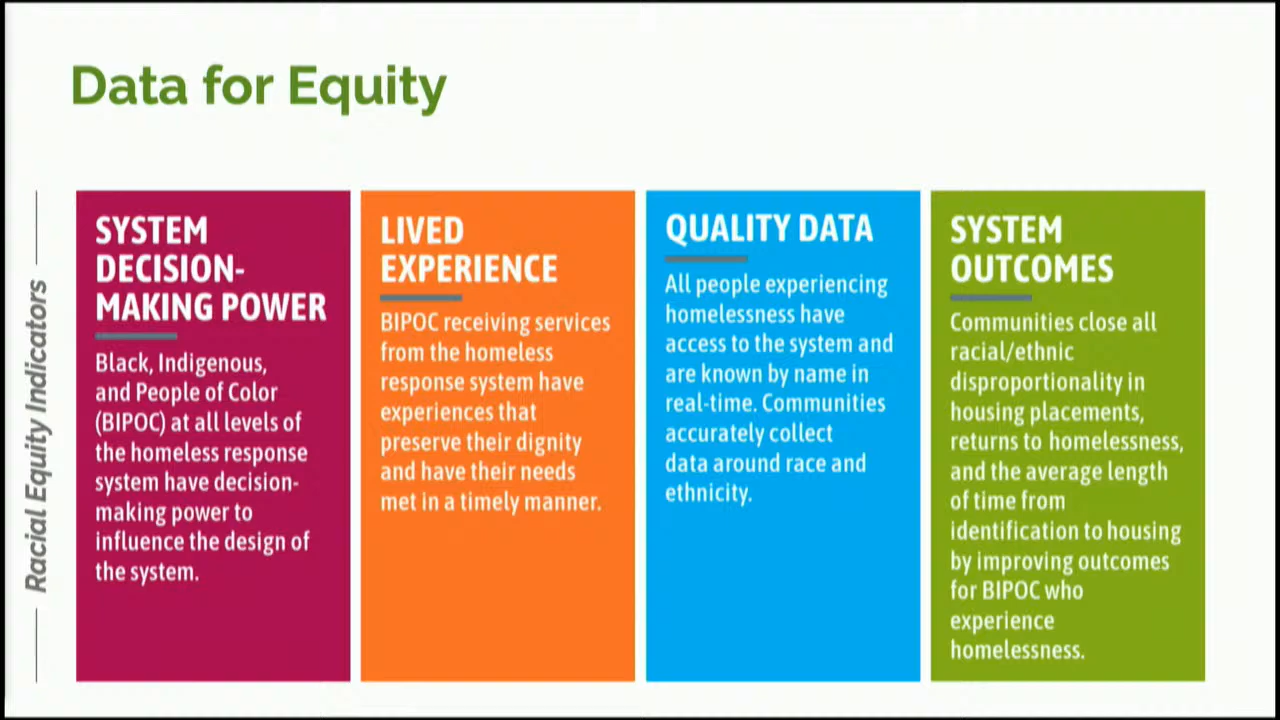 Data for Equity
Racial Equity Indicators
SYSTEM
DECISION-
MAKING POWER
Black, Indigenous,
and People of Color
(BIPOC) at all levels of
the homeless response
system have decision-
making power to
influence the design of
the system.
LIVED
EXPERIENCE
BIPOC receiving services
from the homeless
response system have
experiences that
preserve their dignity
and have their needs
met in a timely manner.
QUALITY DATA
All people experiencing
homelessness have
access to the system and
are known by name in
real-time. Communities
accurately collect
data around race and
ethnicity.
SYSTEM
OUTCOMES
Communities close all
racial/ethnic
disproportionality in
housing placements,
returns to homelessness,
and the average length
of time from
identification to housing
by improving outcomes
for BIPOC who
experience
homelessness.